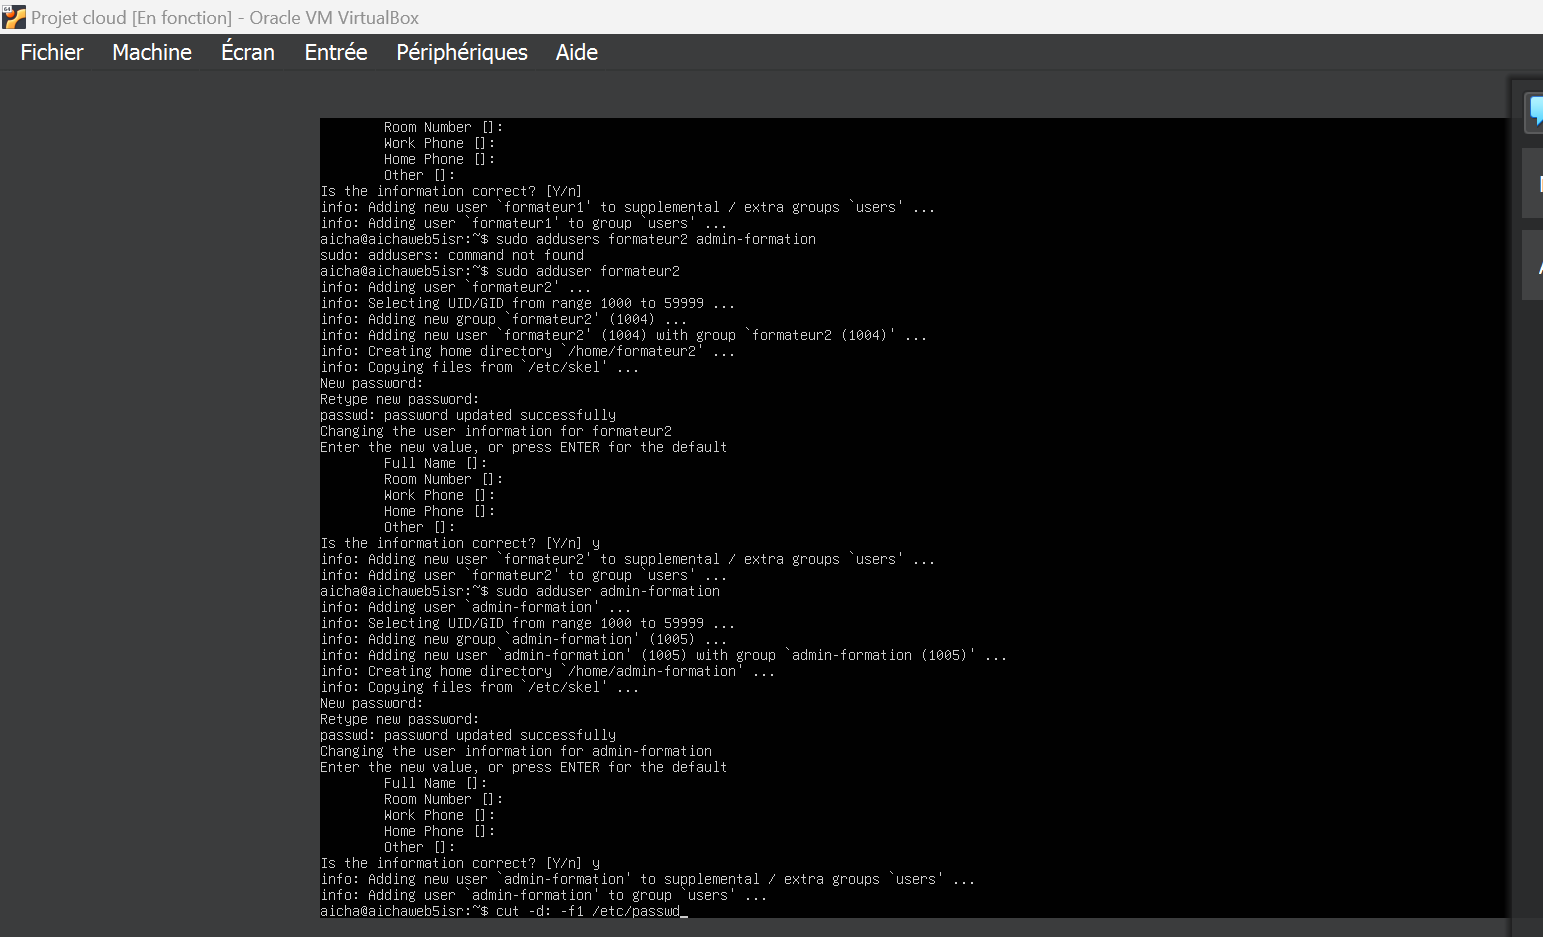 Projet cloud [En fonction] - Oracle VM VirtualBox
Fichier Machine Écran Entrée Périphériques Aide
Room Number []:
Work Phone []:
Home Phone []:
Other []:
Is the information correct? [Y/n]
info: Adding new user `formateur1' to supplemental / extra groups `users' ...
info: Adding user `formateur1' to group `users' ...
aicha@aichaweb5isr:~$ sudo addusers formateur2 admin-formation
sudo: addusers: command not found
aicha@aichaweb5isr:~$ sudo adduser formateur2
info: Adding user `formateur2' ...
info: Selecting UID/GID from range 1000 to 59999 ...
info: Adding new group `formateur2' (1004) ...
info: Adding new user `formateur2' (1004) with group `formateur2 (1004)' ...
info: Creating home directory `/home/formateur2' ...
info: Copying files from `/etc/skel' ...
New password:
Retype new password:
passwd: password updated successfully
Changing the user information for formateur2
Enter the new value, or press ENTER for the default
Full Name []:
Room Number []:
Work Phone []:
Home Phone []:
Other []:
Is the information correct? [Y/n] y
info: Adding new user `formateur2' to supplemental / extra groups `users' ...
info: Adding user `formateur2' to group `users' ...
aicha@aichaweb5isr:~$ sudo adduser admin-formation
info: Adding user `admin-formation' ...
info: Selecting UID/GID from range 1000 to 59999 ...
info: Adding new group `admin-formation' (1005) ...
info: Adding new user `admin-formation' (1005) with group `admin-formation (1005)' ...
info: Creating home directory `/home/admin-formation' ...
info: Copying files from `/etc/skel' ...
New password:
Retype new password:
passwd: password updated successfully
Changing the user information for admin-formation
Enter the new value, or press ENTER for the default
Full Name []:
Room Number []:
Work Phone []:
Home Phone []:
Other []:
Is the information correct? [Y/n] y
info: Adding new user `admin-formation' to supplemental / extra groups `users' ...
info: Adding user `admin-formation' to group `users' ...
aicha@aichaweb5isr:~$ cut -d: -f1 /etc/passwd_